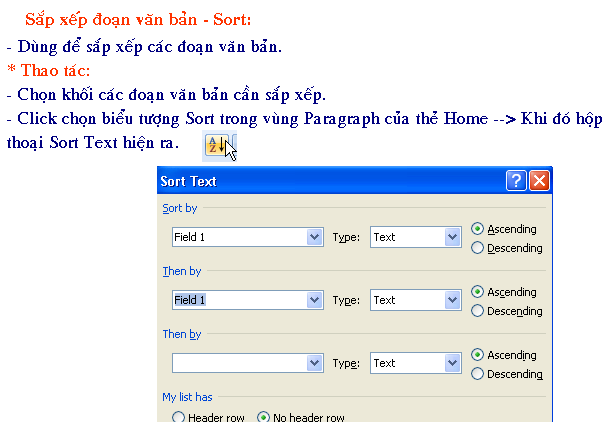 Sắp xếp đoạn văn bản - Sort:
- Dùng để sắp xếp các đoạn văn bản.
* Thao tác:
- Chọn khối các đoạn văn bản cần sắp xếp.
- Click chọn biểu tượng Sort trong vùng Paragraph của thẻ Home --> Khi đó hộp
thoại Sort Text hiện ra.
A
Z
Sort Text
Sort by
Field 1 Type: Text Ascending
Descending
Then by
Field 1 Type: Text Ascending
Descending
Then by
Type: Text Ascending
Descending
My list has
Header row No header row